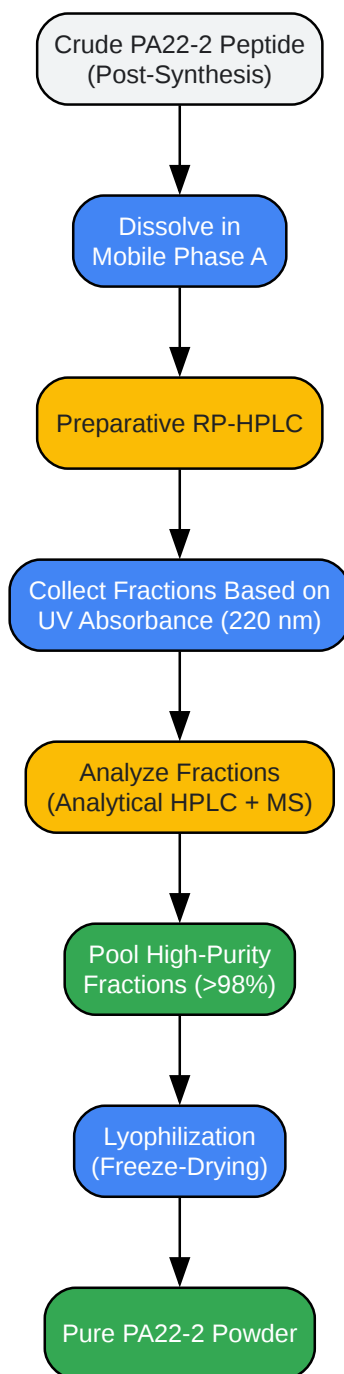 Crude PA22-2 Peptide
(Post-Synthesis)
Dissolve in
Mobile Phase A
Preparative RP-HPLC
Collect Fractions Based on
UV Absorbance (220 nm)
Analyze Fractions
(Analytical HPLC + MS)
Pool High-Purity
Fractions (>98%)
Lyophilization
(Freeze-Drying)
Pure PA22-2 Powder